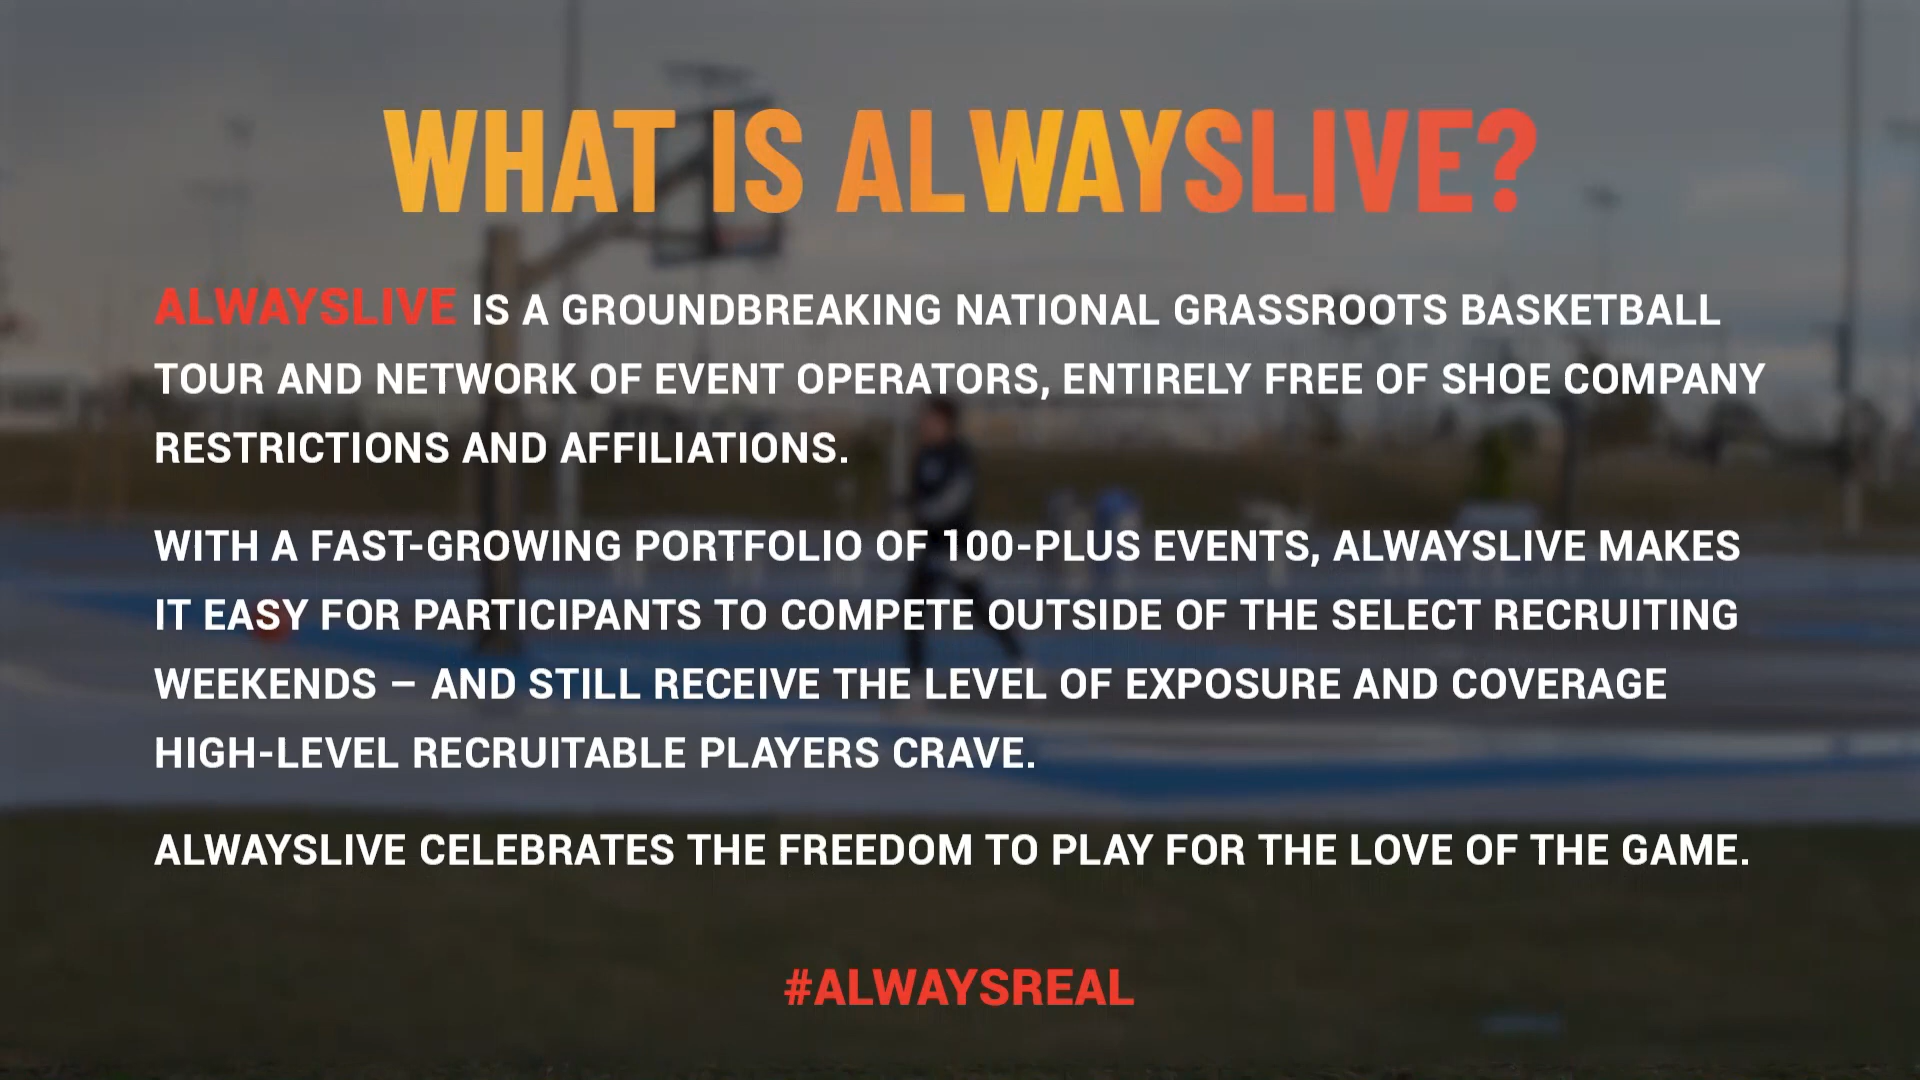 WHAT IS ALWAYSLIVE?
ALWAYSLIVE IS A GROUNDBREAKING NATIONAL GRASSROOTS BASKETBALL
TOUR AND NETWORK OF EVENT OPERATORS, ENTIRELY FREE OF SHOE COMPANY
RESTRICTIONS AND AFFILIATIONS.
WITH A FAST-GROWING PORTFOLIO OF 100-PLUS EVENTS, ALWAYSLIVE MAKES
IT EASY FOR PARTICIPANTS TO COMPETE OUTSIDE OF THE SELECT RECRUITING
WEEKENDS – AND STILL RECEIVE THE LEVEL OF EXPOSURE AND COVERAGE
HIGH-LEVEL RECRUITABLE PLAYERS CRAVE.
ALWAYSLIVE CELEBRATES THE FREEDOM TO PLAY FOR THE LOVE OF THE GAME.
#ALWAYSREAL